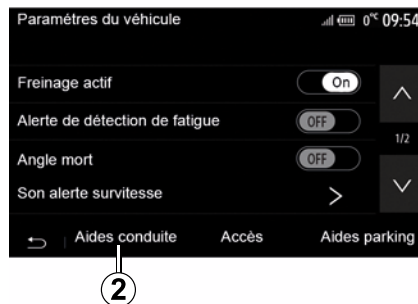 Paramètres du véhicule 0°C 09:54
Freinage actif On
Alerte de détection de fatigue OFF
1/2
Angle mort OFF
Son alerte survitesse
Aides conduite Accès Aides parking
2